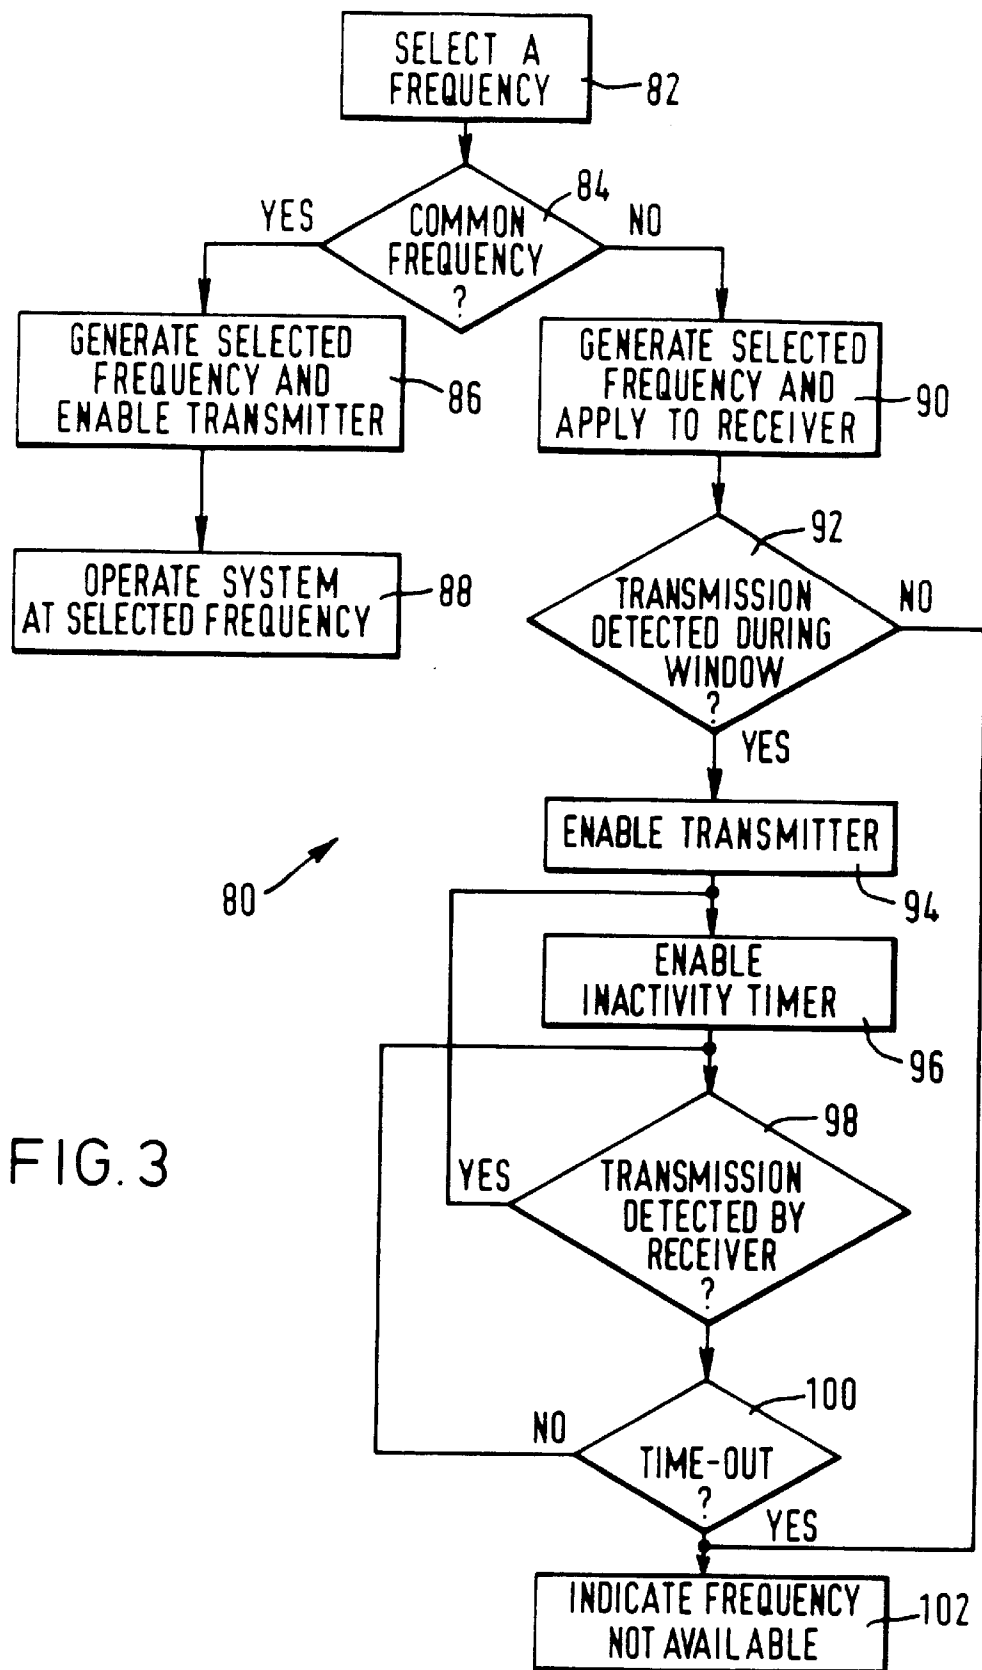 SELECT A
FREQUENCY
82
84
YES
COMMON
FREQUENCY
?
NO
GENERATE SELECTED
FREQUENCY AND
ENABLE TRANSMITTER
86
GENERATE SELECTED
FREQUENCY AND
APPLY TO RECEIVER
90
OPERATE SYSTEM
AT SELECTED FREQUENCY
88
92
TRANSMISSION
DETECTED DURING
WINDOW
?
NO
YES
ENABLE TRANSMITTER
94
80
ENABLE
INACTIVITY TIMER
96
98
FIG. 3
YES
TRANSMISSION
DETECTED BY
RECEIVER
?
100
NO
TIME-OUT
?
YES
INDICATE FREQUENCY
NOT AVAILABLE
102